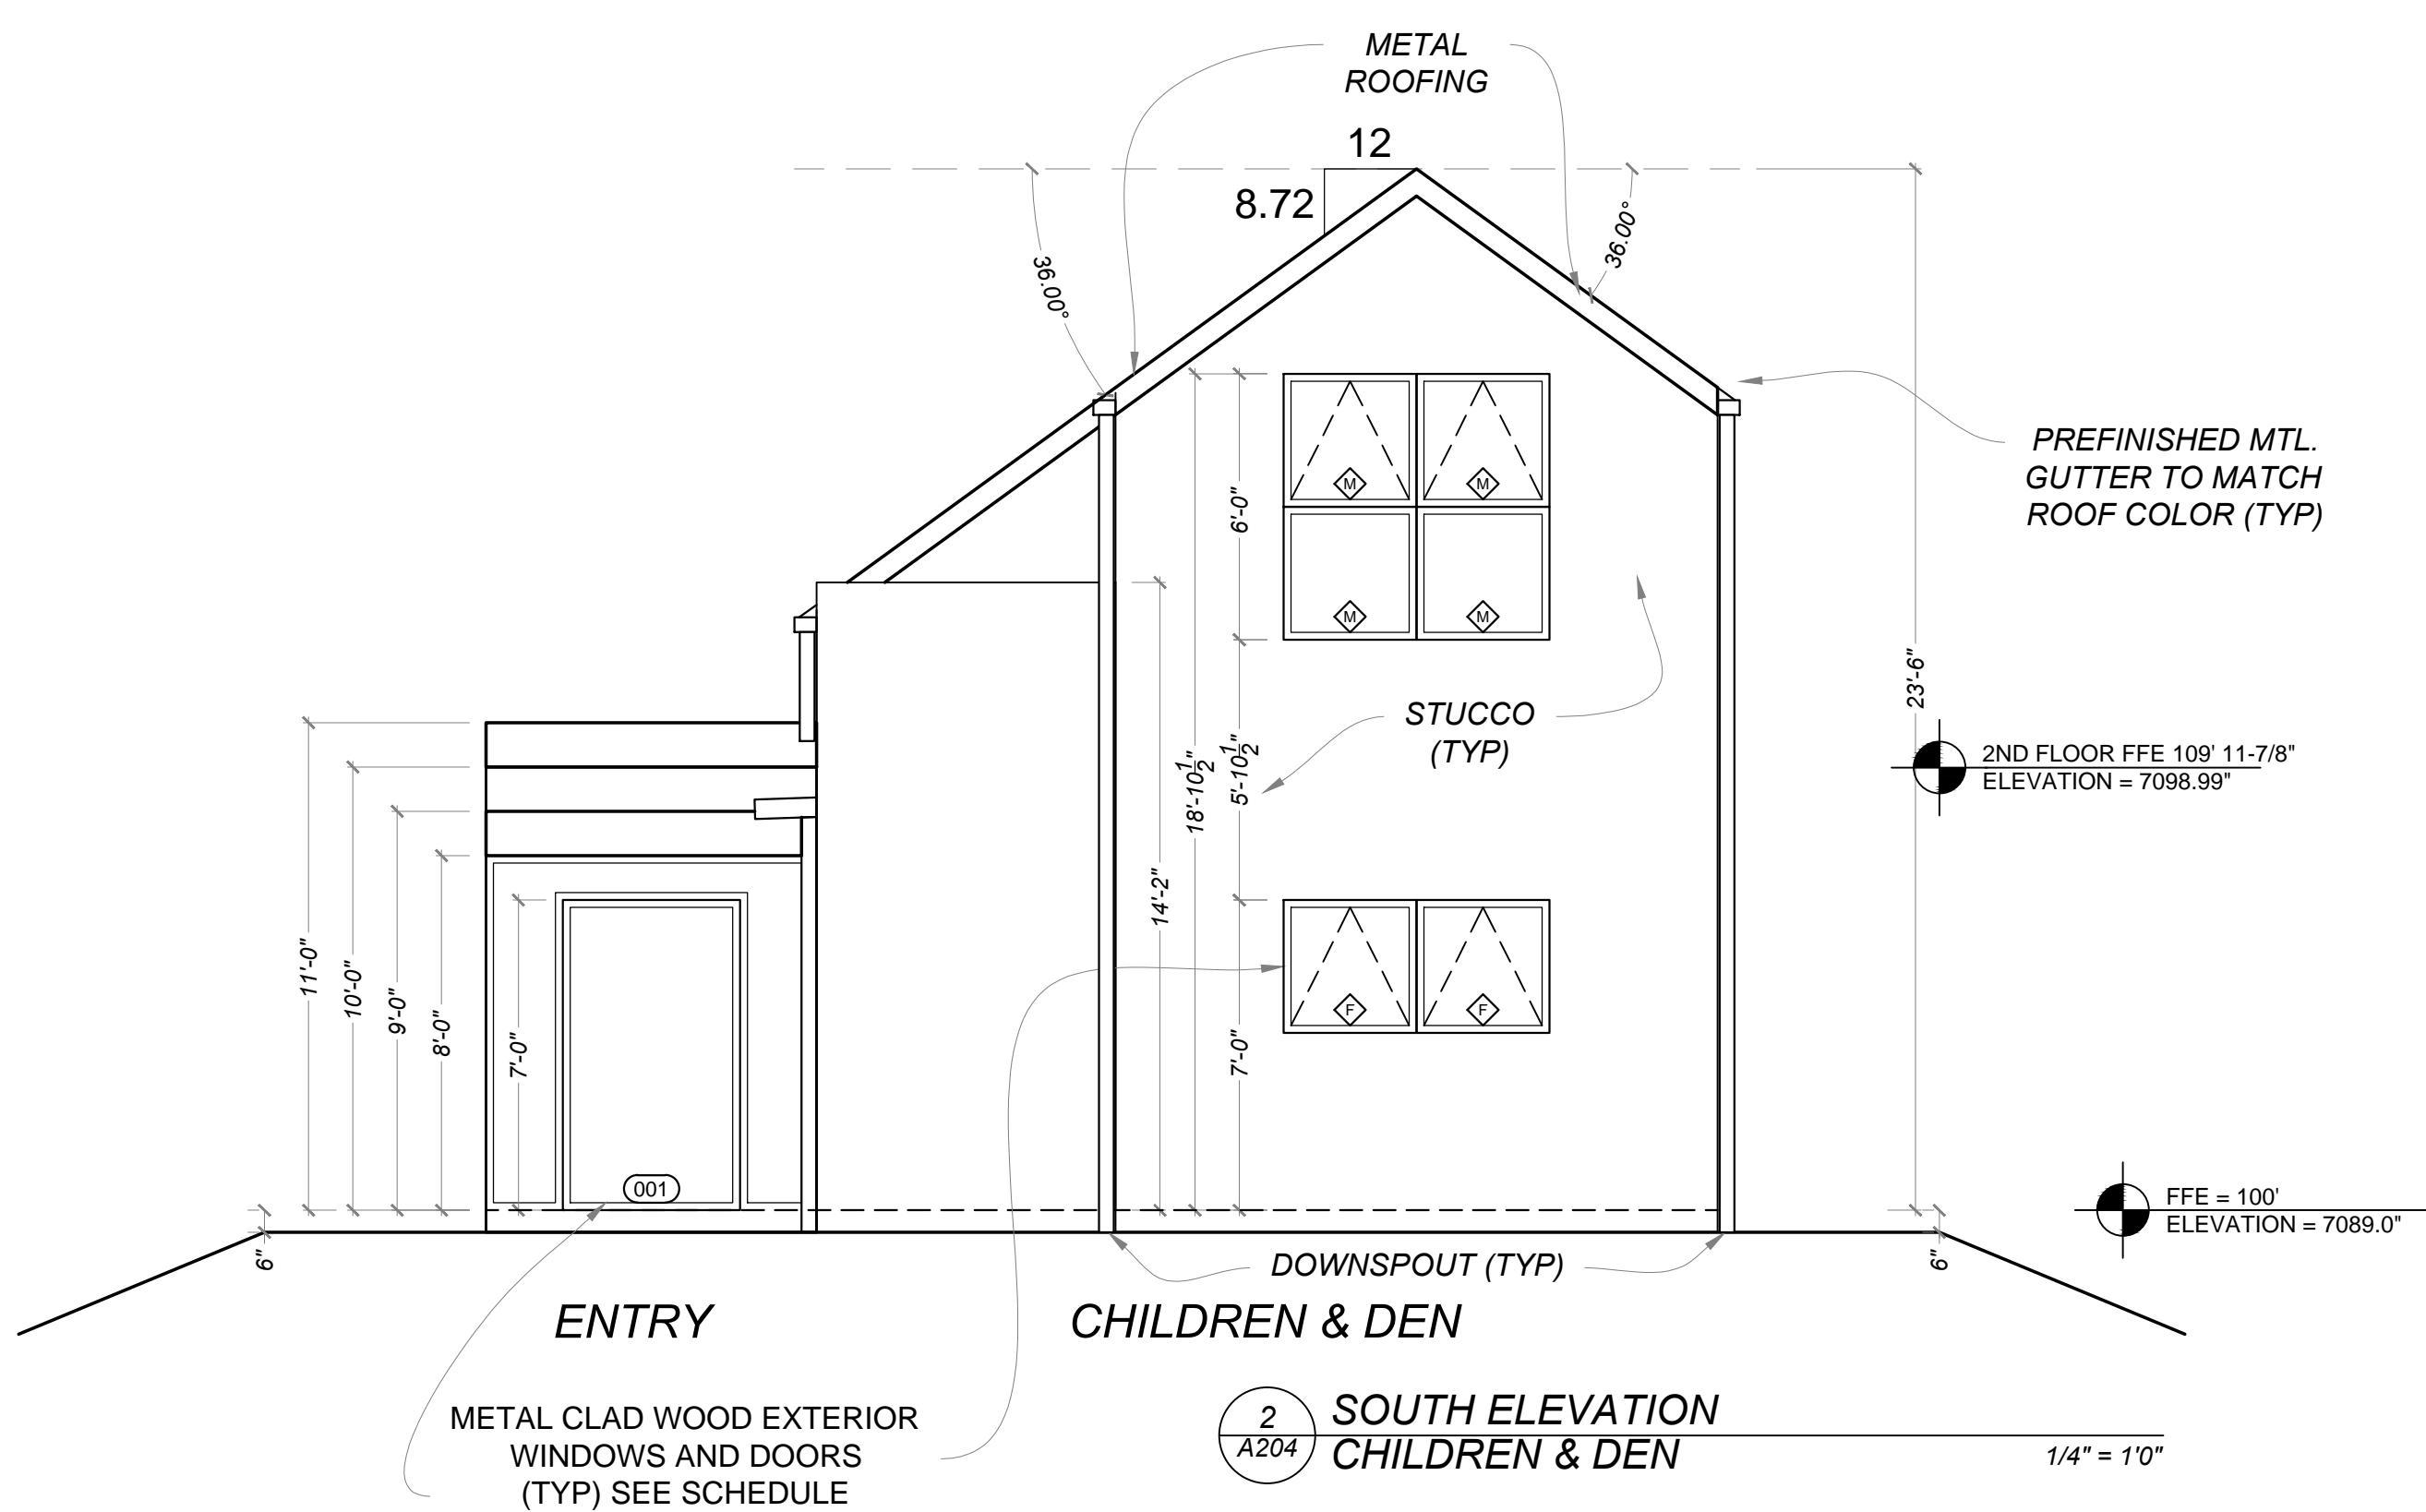 METAL
ROOFING
12
8.72
36.00°
36.00°
PREFINISHED MTL.
GUTTER TO MATCH
ROOF COLOR (TYP)
M
M
M
M
6'-0"
STUCCO
(TYP)
23'-6"
18'-10 1/2"
5'-10 1/2"
2ND FLOOR FFE 109' 11-7/8"
ELEVATION = 7098.99"
14'-2"
11'-0"
10'-0"
9'-0"
8'-0"
7'-0"
7'-0"
F
F
001
FFE = 100'
ELEVATION = 7089.0"
6"
6"
DOWNSPOUT (TYP)
ENTRY
CHILDREN & DEN
METAL CLAD WOOD EXTERIOR
WINDOWS AND DOORS
(TYP) SEE SCHEDULE
2
A204
SOUTH ELEVATION
CHILDREN & DEN
1/4" = 1'0"